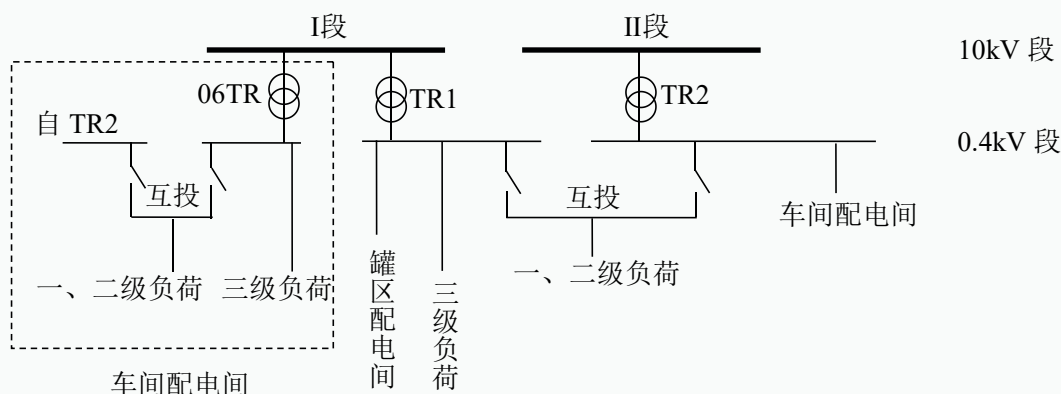 I段
II段
10kV 段
06TR
TR1
TR2
自 TR2
0.4kV 段
互投
互投
车间配电间
一、二级负荷
三级负荷
罐区配电间
三级负荷
一、二级负荷
车间配电间